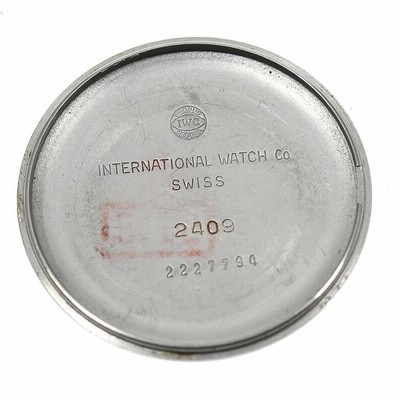 IWC
INTERNATIONAL WATCH Co
SWISS
2409
2227794